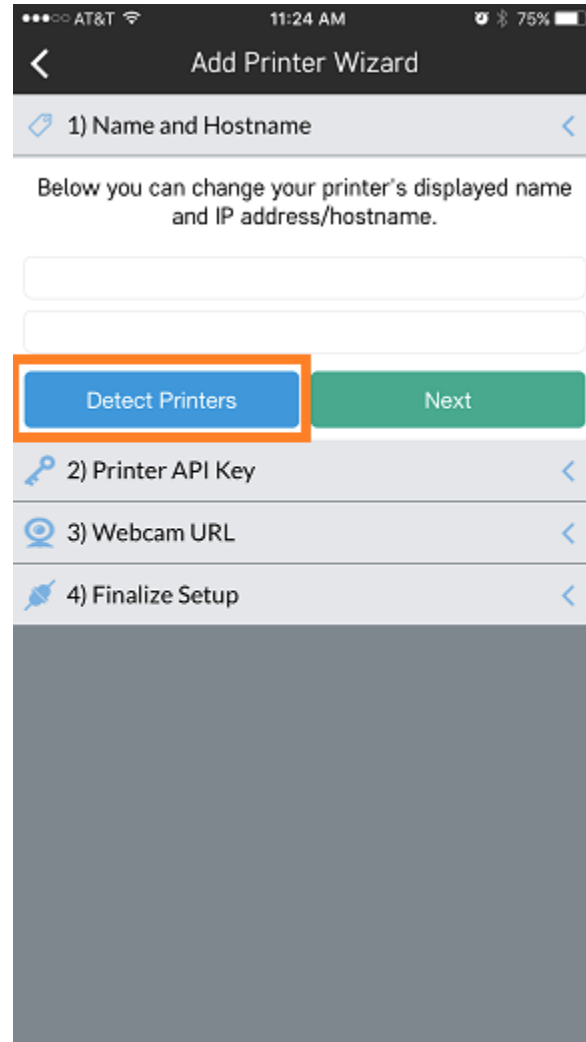 AT&T 11:24 AM 75%
Add Printer Wizard
1) Name and Hostname
Below you can change your printer's displayed name
and IP address/hostname.
Detect Printers Next
2) Printer API Key
3) Webcam URL
4) Finalize Setup